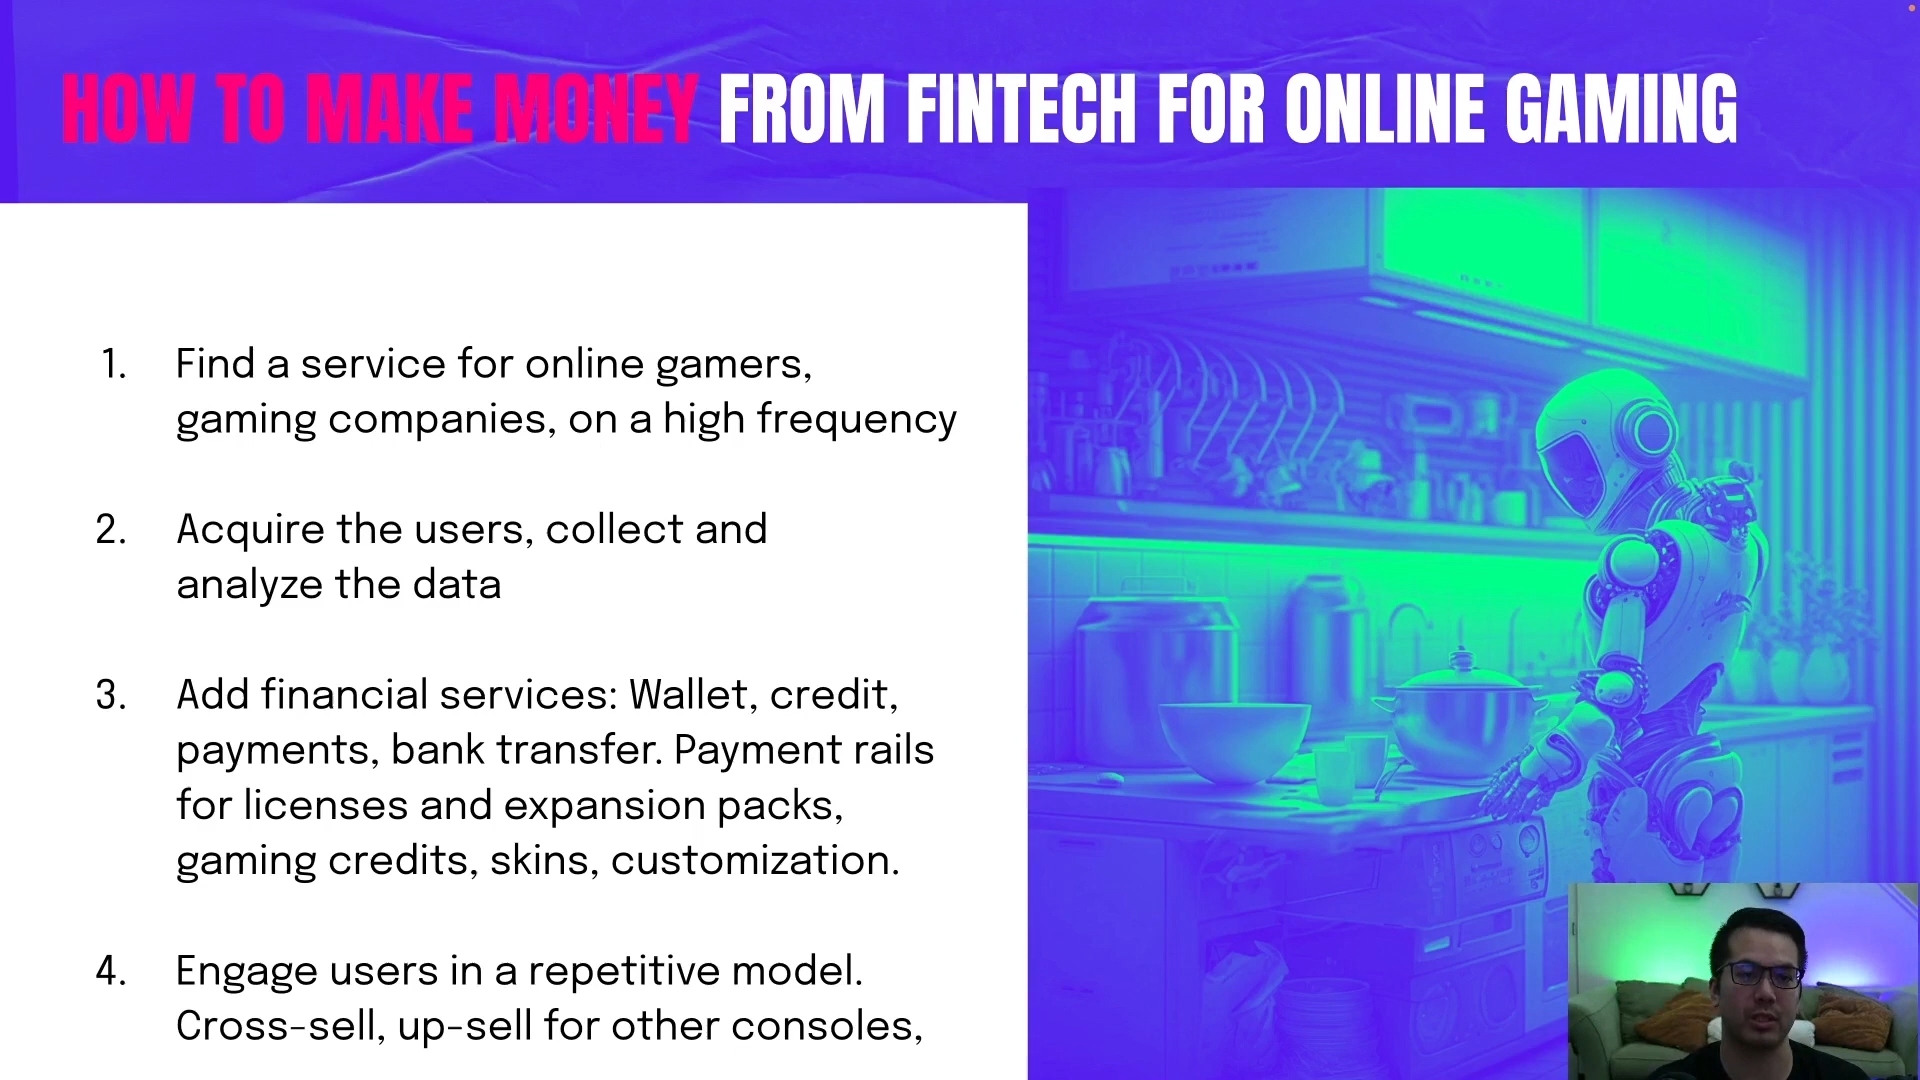 HOW TO MAKE MONEY FROM FINTECH FOR ONLINE GAMING
1. Find a service for online gamers,
gaming companies, on a high frequency
2. Acquire the users, collect and
analyze the data
3. Add financial services: Wallet, credit,
payments, bank transfer. Payment rails
for licenses and expansion packs,
gaming credits, skins, customization.
4. Engage users in a repetitive model.
Cross-sell, up-sell for other consoles,